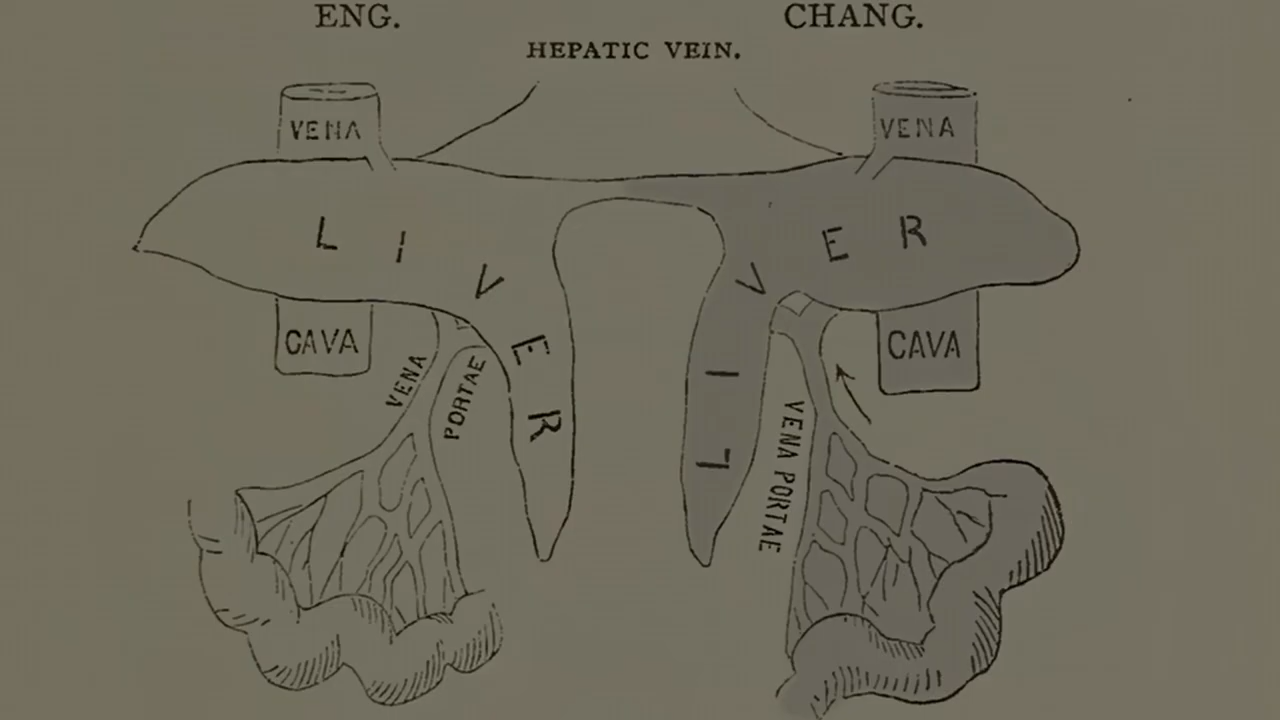 ENG. CHANG.
HEPATIC VEIN.
VENA VENA
LIVER LIVER
CAVA CAVA
VENA PORTAE
VENA PORTAE